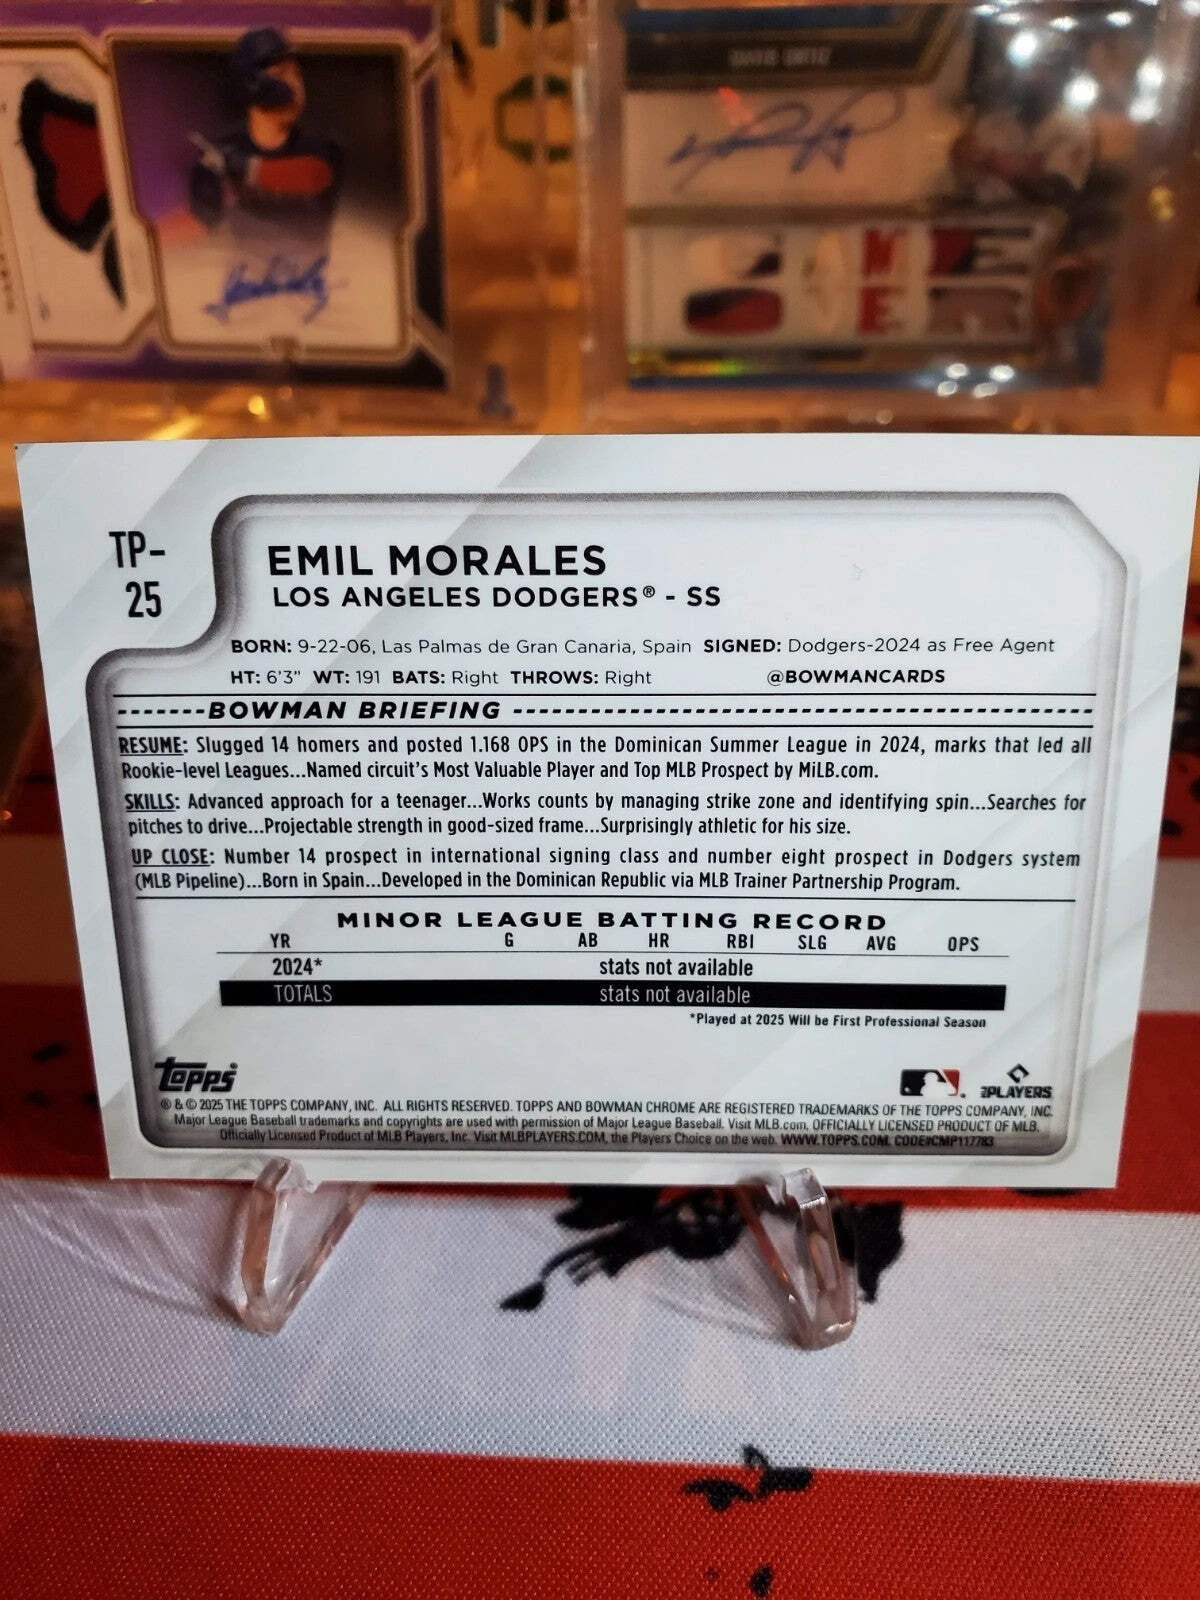 DAVID ORTIZ
TP-
25
EMIL MORALES
LOS ANGELES DODGERS® - SS
BORN: 9-22-06, Las Palmas de Gran Canaria, Spain SIGNED: Dodgers-2024 as Free Agent
HT: 6'3" WT: 191 BATS: Right THROWS: Right @BOWMANCARDS
BOWMAN BRIEFING
RESUME: Slugged 14 homers and posted 1.168 OPS in the Dominican Summer League in 2024, marks that led all
Rookie-level Leagues...Named circuit's Most Valuable Player and Top MLB Prospect by MiLB.com.
SKILLS: Advanced approach for a teenager...Works counts by managing strike zone and identifying spin...Searches for
pitches to drive...Projectable strength in good-sized frame...Surprisingly athletic for his size.
UP CLOSE: Number 14 prospect in international signing class and number eight prospect in Dodgers system
(MLB Pipeline)...Born in Spain...Developed in the Dominican Republic via MLB Trainer Partnership Program.
MINOR LEAGUE BATTING RECORD
YR G AB HR RBI SLG AVG OPS
2024* stats not available
TOTALS stats not available
*Played at 2025 Will be First Professional Season
Topps PLAYERS
® & © 2025 THE TOPPS COMPANY, INC. ALL RIGHTS RESERVED. TOPPS AND BOWMAN CHROME ARE REGISTERED TRADEMARKS OF THE TOPPS COMPANY, INC.
Major League Baseball trademarks and copyrights are used with permission of Major League Baseball. Visit MLB.com. OFFICIALLY LICENSED PRODUCT OF MLB.
Officially Licensed Product of MLB Players, Inc. Visit MLBPLAYERS.COM, the Players Choice on the web. WWW.TOPPS.COM. CODE#CMP117783